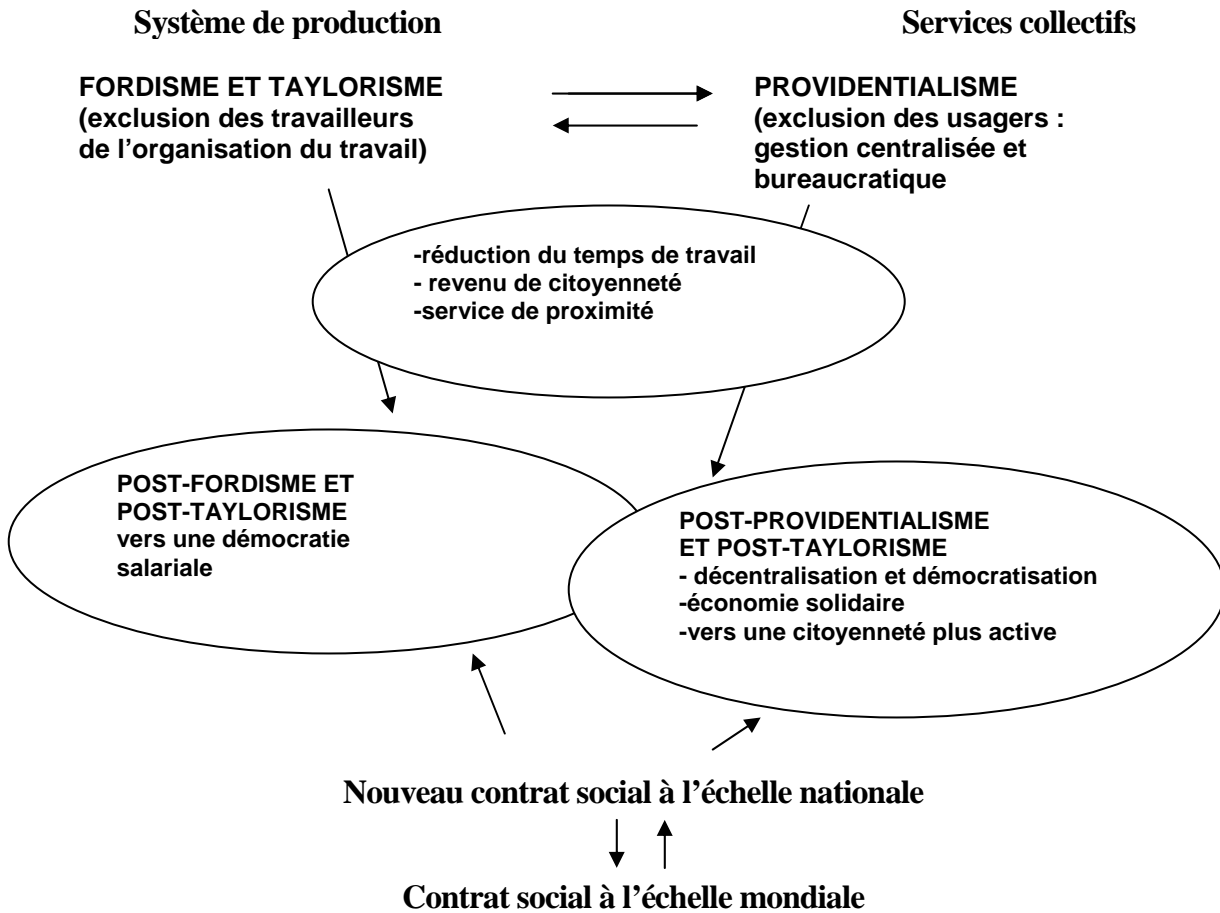 Système de production
Services collectifs
FORDISME ET TAYLORISME
(exclusion des travailleurs
de l’organisation du travail)
PROVIDENTIALISME
(exclusion des usagers :
gestion centralisée et
bureaucratique
-réduction du temps de travail
- revenu de citoyenneté
-service de proximité
POST-FORDISME ET
POST-TAYLORISME
vers une démocratie
salariale
POST-PROVIDENTIALISME
ET POST-TAYLORISME
- décentralisation et démocratisation
-économie solidaire
-vers une citoyenneté plus active
Nouveau contrat social à l’échelle nationale
Contrat social à l’échelle mondiale